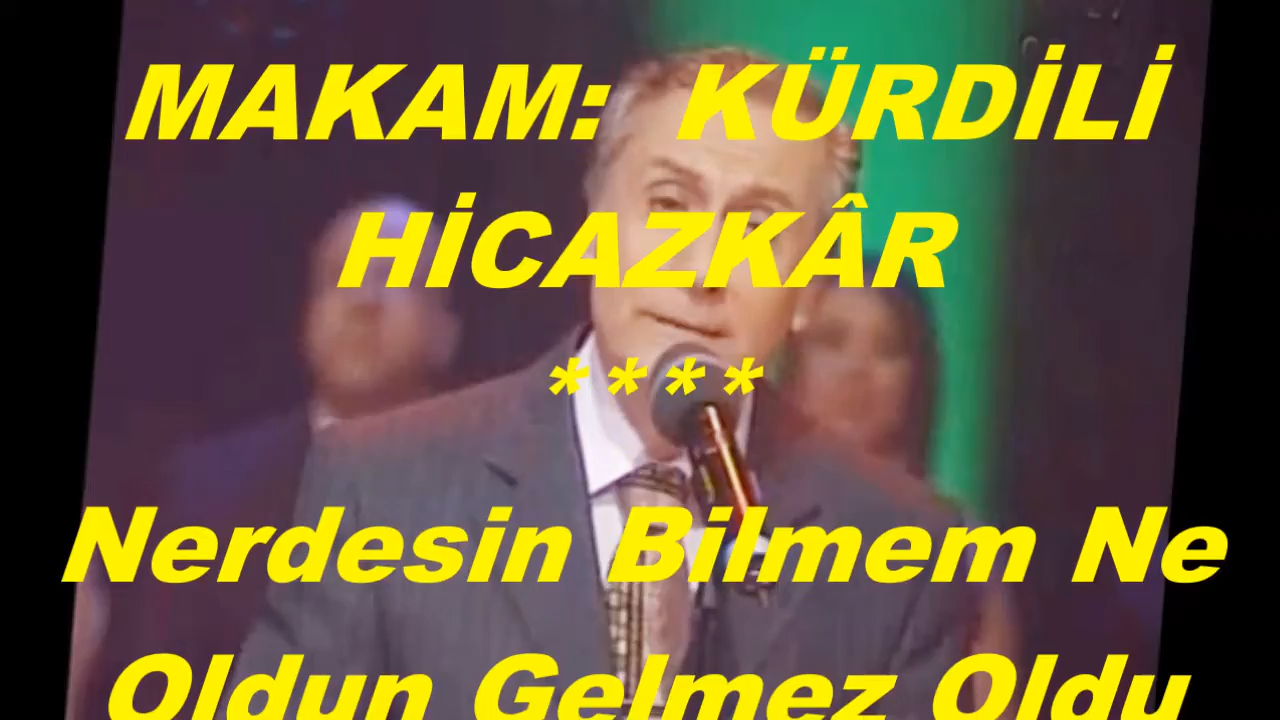 MAKAM: KÜRDİLİ
HİCAZKÂR
****
Nerdesin Bilmem Ne
Oldun Gelmez Oldu